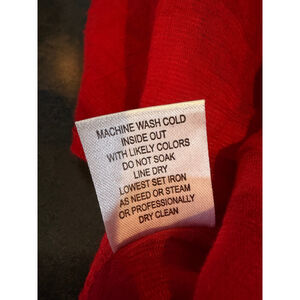 MACHINE WASH COLD
INSIDE OUT
WITH LIKELY COLORS
DO NOT SOAK
LINE DRY
LOWEST SET IRON
AS NEED OR STEAM
OR PROFESSIONALLY
DRY CLEAN